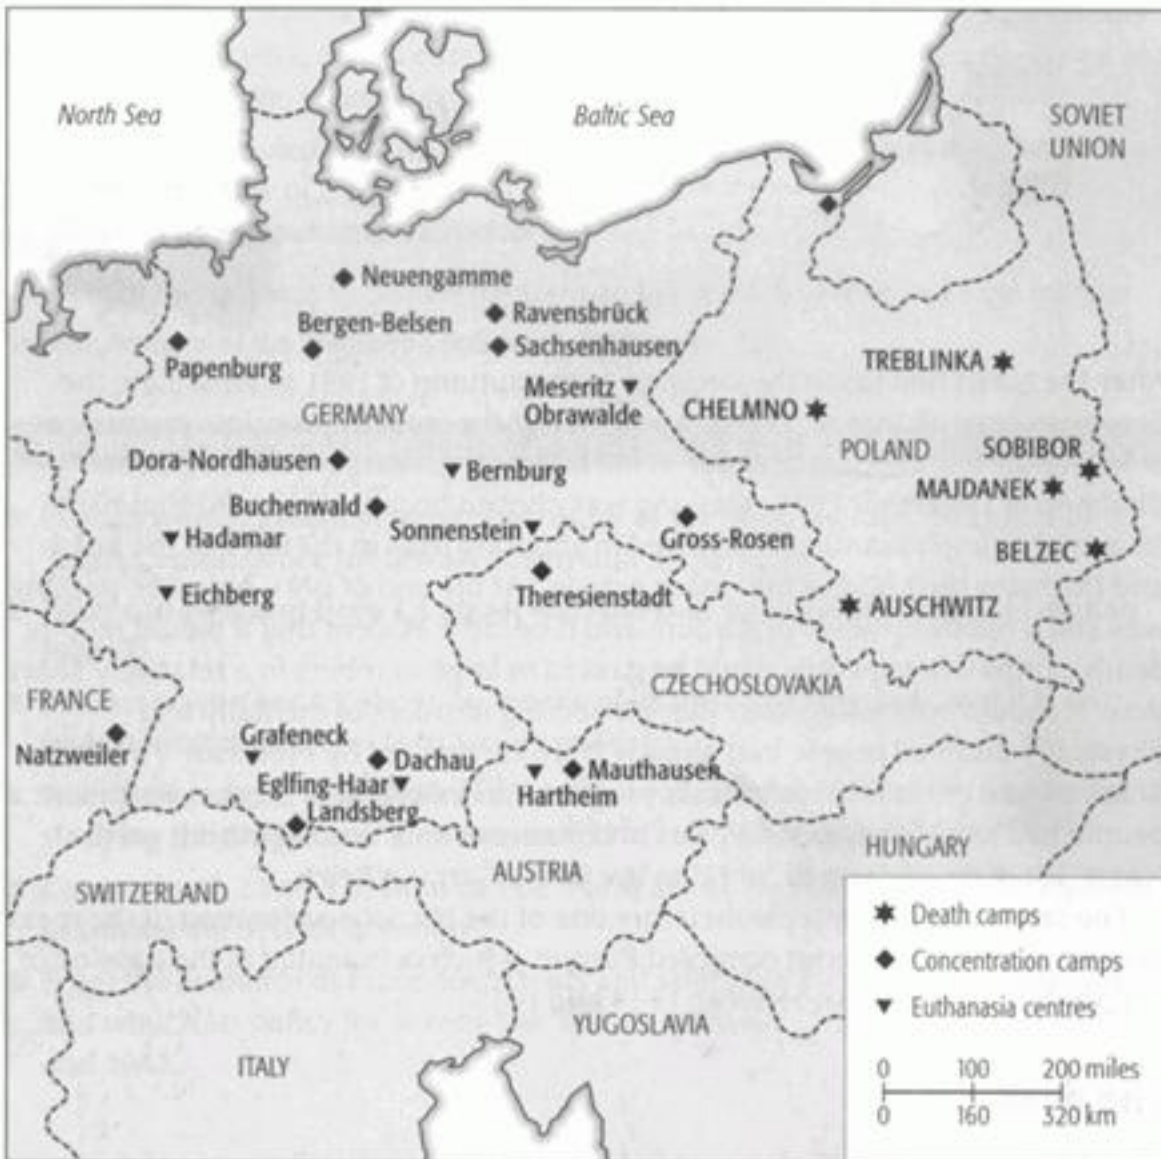 North Sea
Baltic Sea
SOVIET
UNION
Neuengamme
Bergen-Belsen
Ravensbrück
Sachsenhausen
Papenburg
TREBLINKA
Meseritz
Obrawalde
CHELMNO
GERMANY
POLAND
SOBIBOR
Dora-Nordhausen
Bernburg
MAJDANEK
Buchenwald
Sonnenstein
Gross-Rosen
Hadamar
BELZEC
Eichberg
Theresienstadt
AUSCHWITZ
CZECHOSLOVAKIA
FRANCE
Natzweiler
Grafeneck
Dachau
Eglfing-Haar
Mauthausen
Hartheim
Landsberg
HUNGARY
AUSTRIA
SWITZERLAND
YUGOSLAVIA
ITALY
Death camps
Concentration camps
Euthanasia centres
0 100 200 miles
0 160 320 km